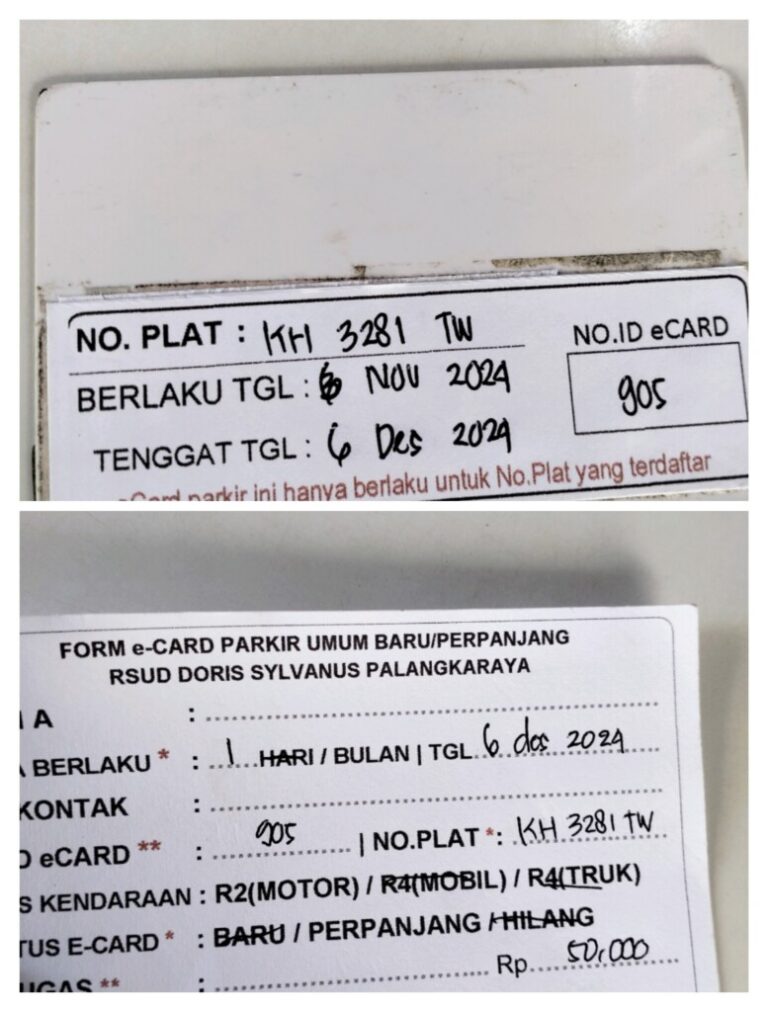 NO. PLAT : KH 3281 TW
NO.ID eCARD
BERLAKU TGL : 6 NOV 2024
905
TENGGAT TGL : 6 Des 2024
eCard parkir ini hanya berlaku untuk No.Plat yang terdaftar
FORM e-CARD PARKIR UMUM BARU/PERPANJANG
RSUD DORIS SYLVANUS PALANGKARAYA
A :
BERLAKU * : 1 HARI / BULAN | TGL 6 des 2024
KONTAK :
D eCARD ** : 905 | NO.PLAT *: KH 3281 TW
S KENDARAAN : R2(MOTOR) / R4(MOBIL) / R4(TRUK)
TUS E-CARD * : BARU / PERPANJANG / HILANG
UGAS ** : Rp 50.000